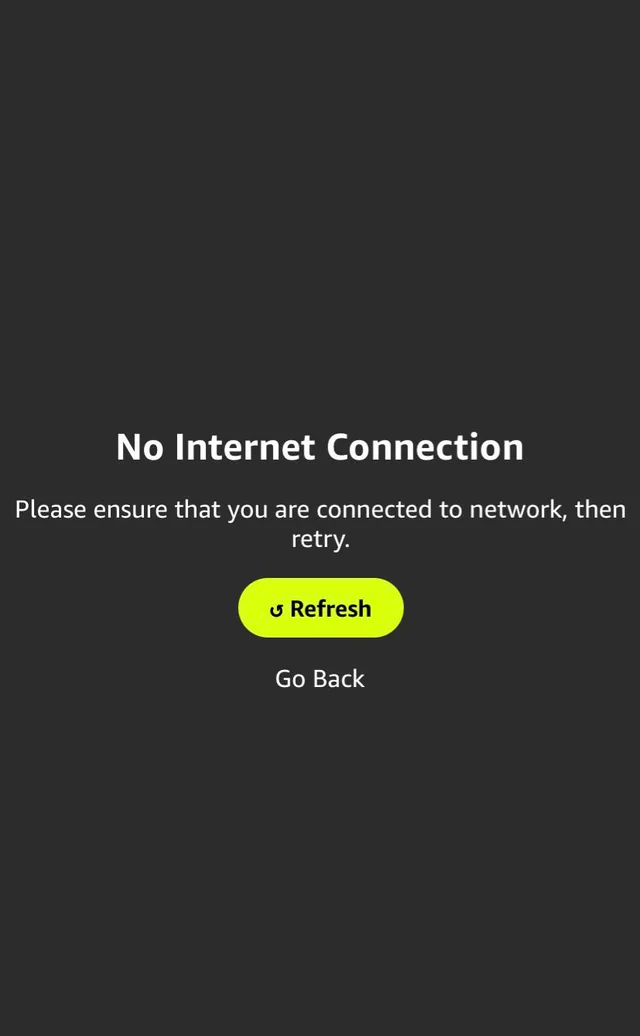 No Internet Connection
Please ensure that you are connected to network, then
retry.
↺ Refresh
Go Back